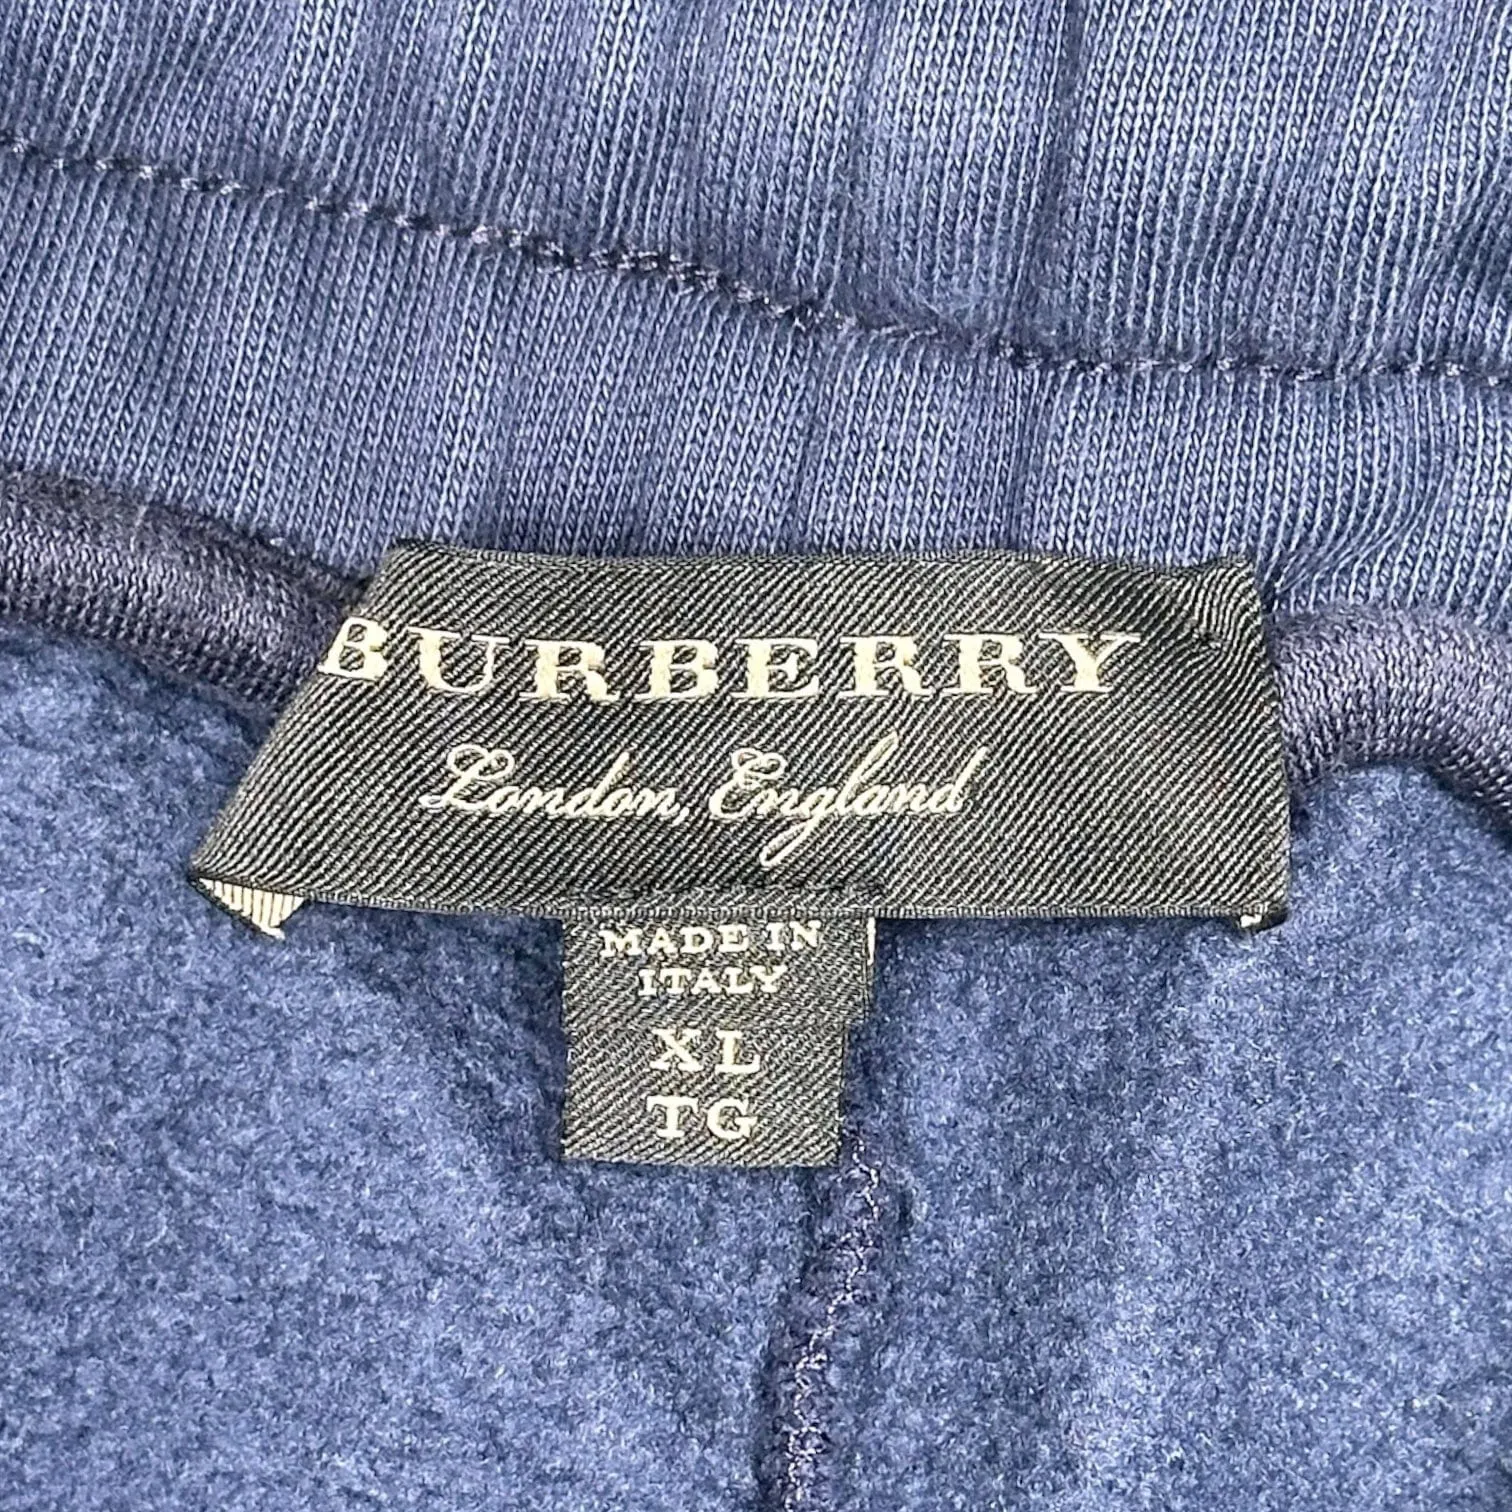 BURBERRY
London, England
MADE IN
ITALY
XL
TG